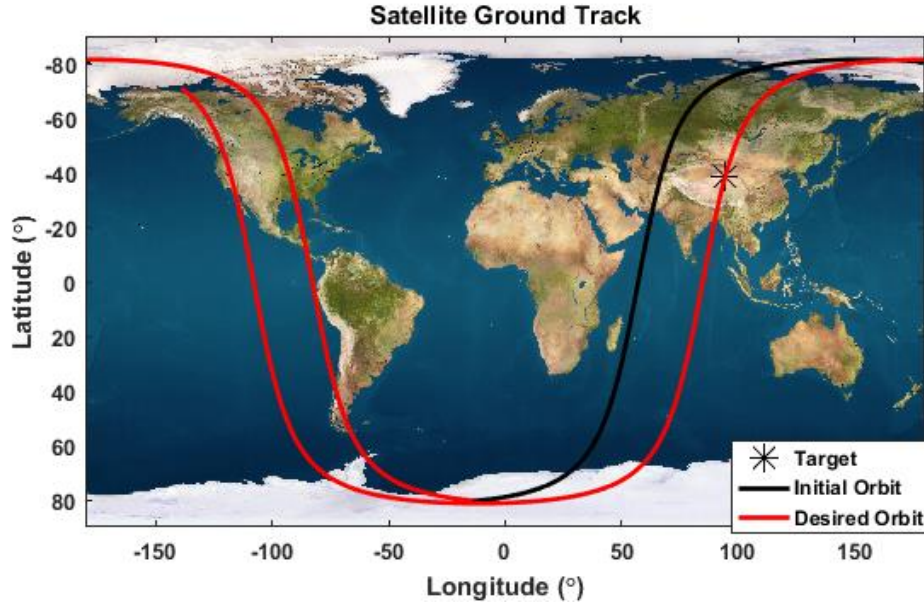 Satellite Ground Track
-80
-60
-40
-20
0
20
40
60
80
Latitude (°)
-150
-100
-50
0
50
100
150
Longitude (°)
Target
Initial Orbit
Desired Orbit